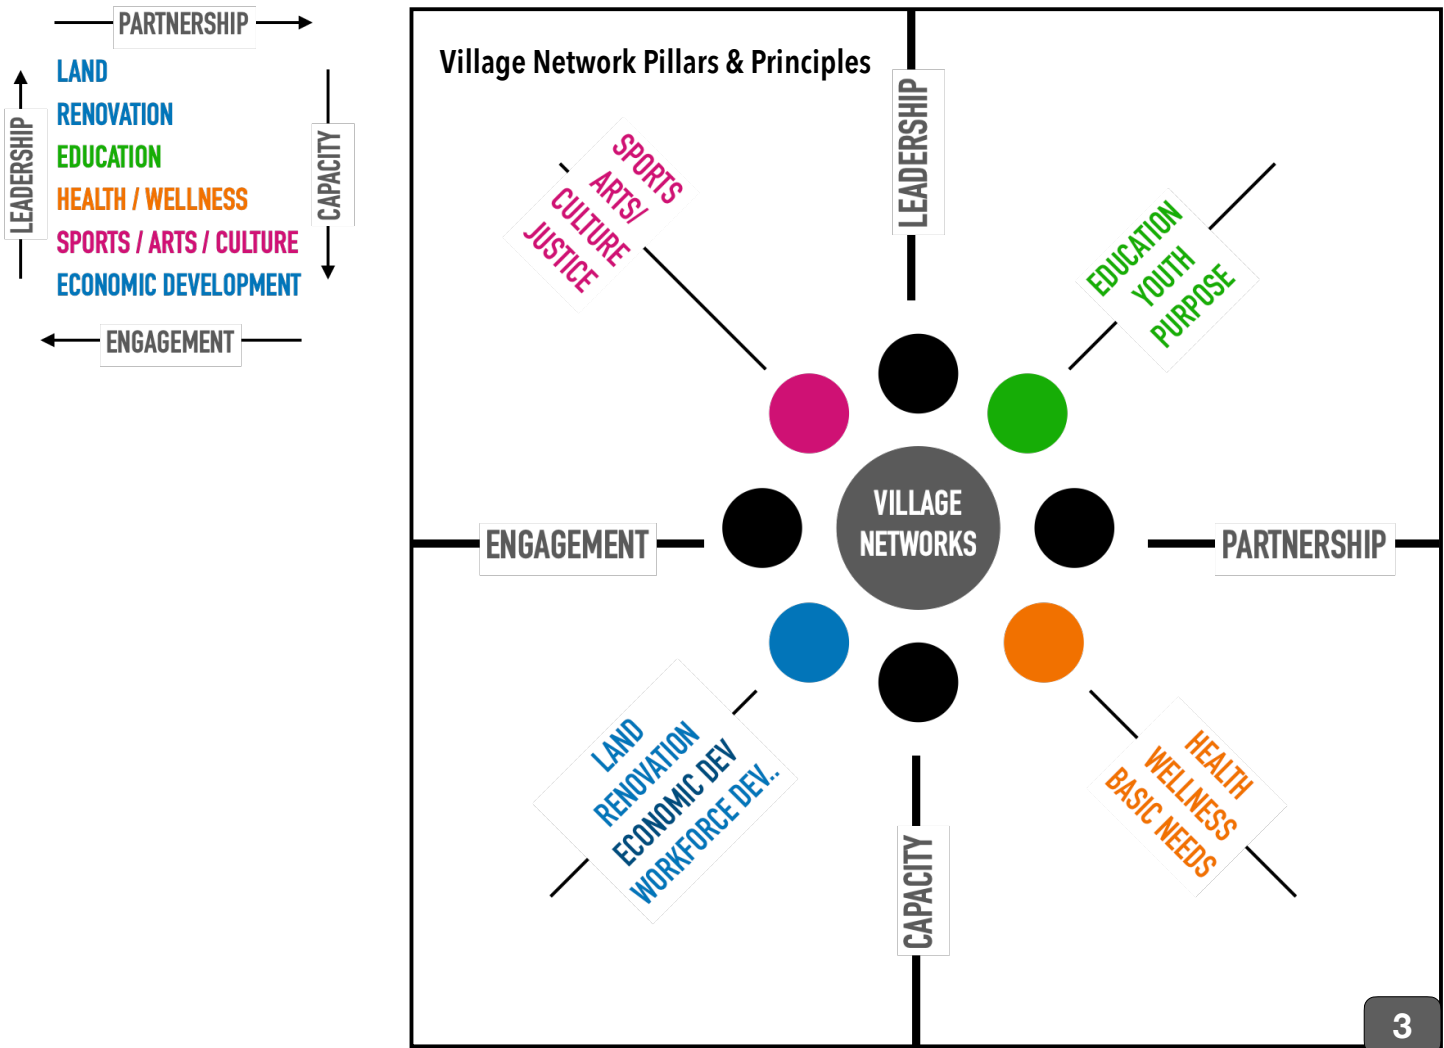 PARTNERSHIP
LEADERSHIP
LAND
RENOVATION
EDUCATION
HEALTH / WELLNESS
SPORTS / ARTS / CULTURE
ECONOMIC DEVELOPMENT
CAPACITY
ENGAGEMENT
Village Network Pillars & Principles
LEADERSHIP
SPORTS
ARTS/
CULTURE
JUSTICE
EDUCATION
YOUTH
PURPOSE
VILLAGE
NETWORKS
ENGAGEMENT
PARTNERSHIP
LAND
RENOVATION
ECONOMIC DEV
WORKFORCE DEV..
HEALTH
WELLNESS
BASIC NEEDS
CAPACITY
3